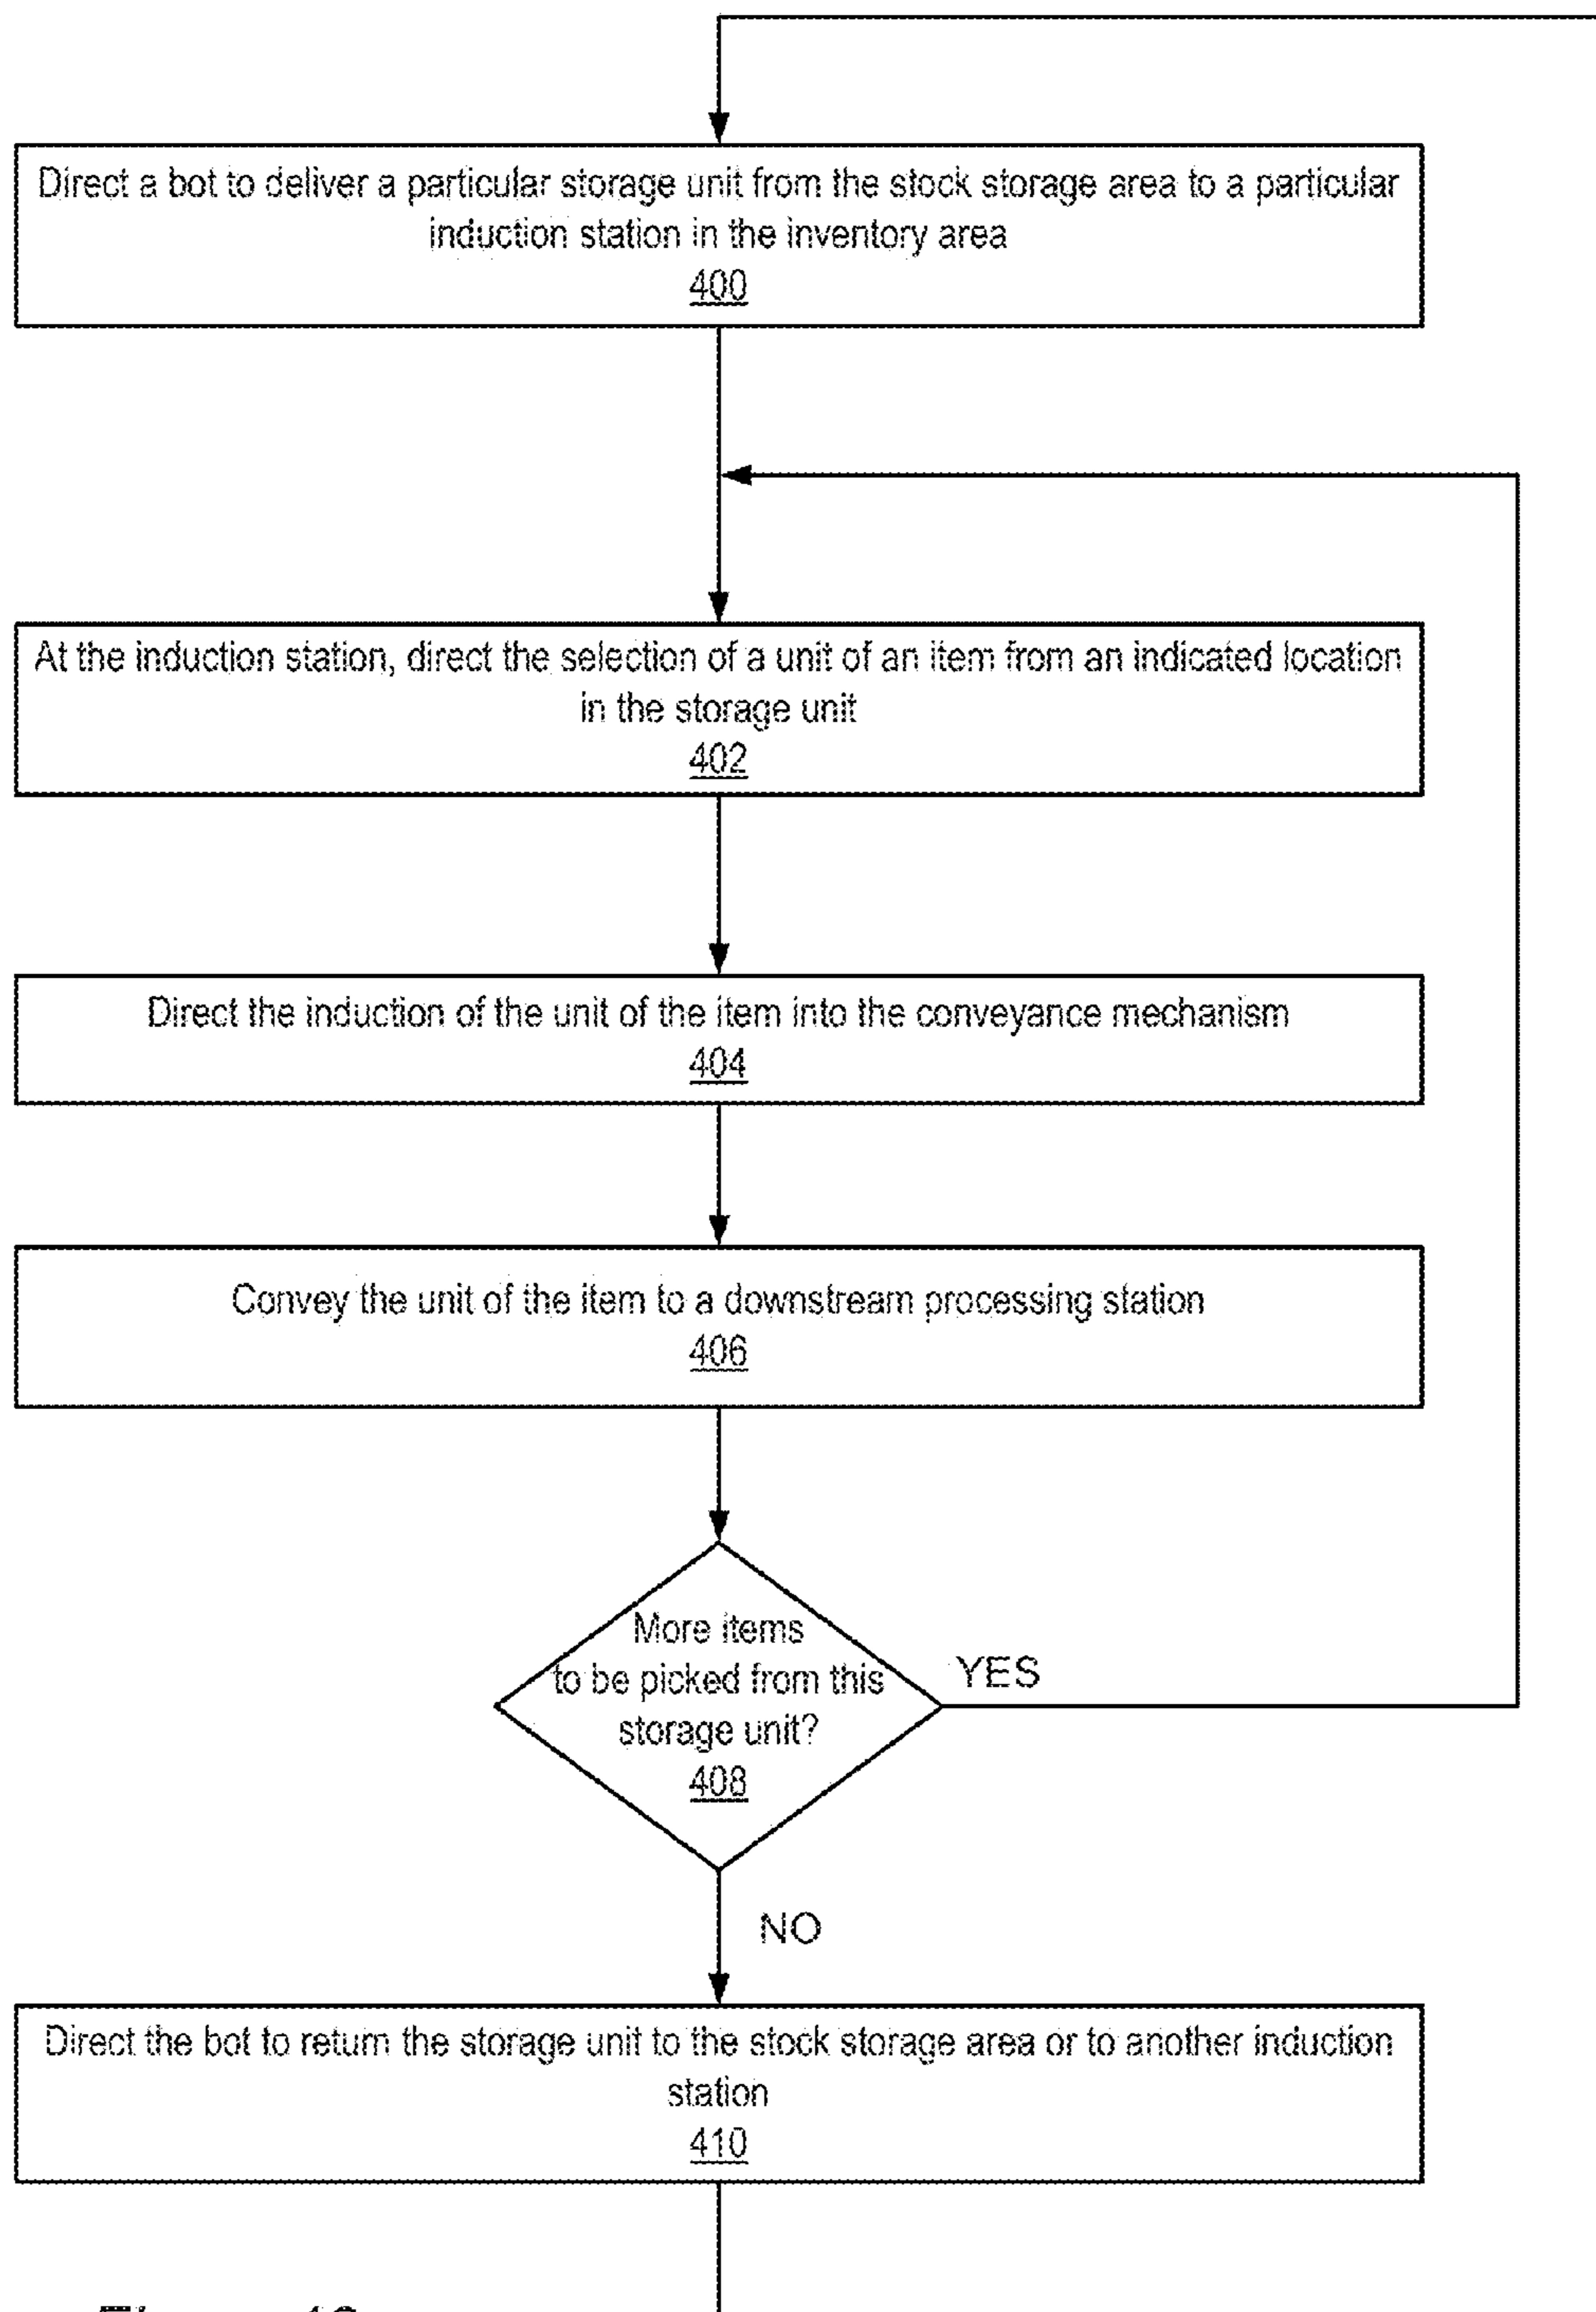 Direct a bot to deliver a particular storage unit from the stock storage area to a particular
induction station in the inventory area
400
At the induction station, direct the selection of a unit of an item from an indicated location
in the storage unit
402
Direct the induction of the unit of the item into the conveyance mechanism
404
Convey the unit of the item to a downstream processing station
406
More items
to be picked from this
storage unit?
408
YES
NO
Direct the bot to return the storage unit to the stock storage area or to another induction
station
410